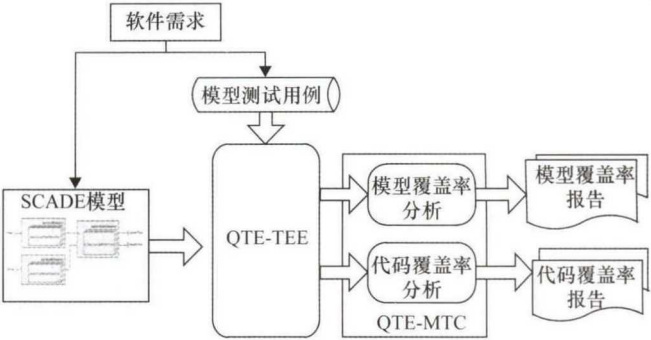 软件需求
模型测试用例
SCADE模型
QTE-TEE
模型覆盖率
分析
模型覆盖率
报告
代码覆盖率
分析
代码覆盖率
报告
QTE-MTC